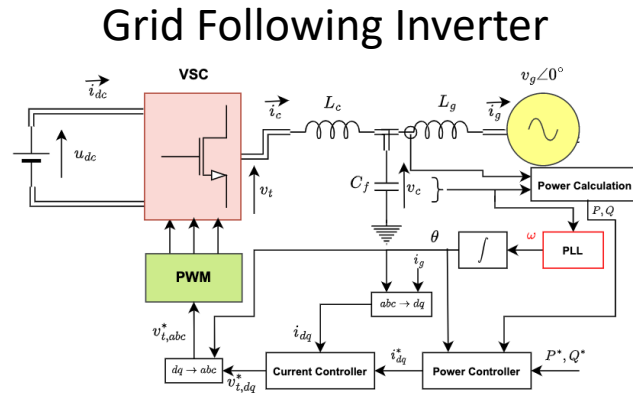 Grid Following Inverter
VSC
i_dc
i_c
L_c
L_g
i_g
v_g∠0°
u_dc
v_t
C_f
v_c
Power Calculation
P, Q
PWM
θ
∫
ω
PLL
i_g
abc → dq
v*_t,abc
i_dq
dq → abc
v*_t,dq
Current Controller
i*_dq
Power Controller
P*, Q*